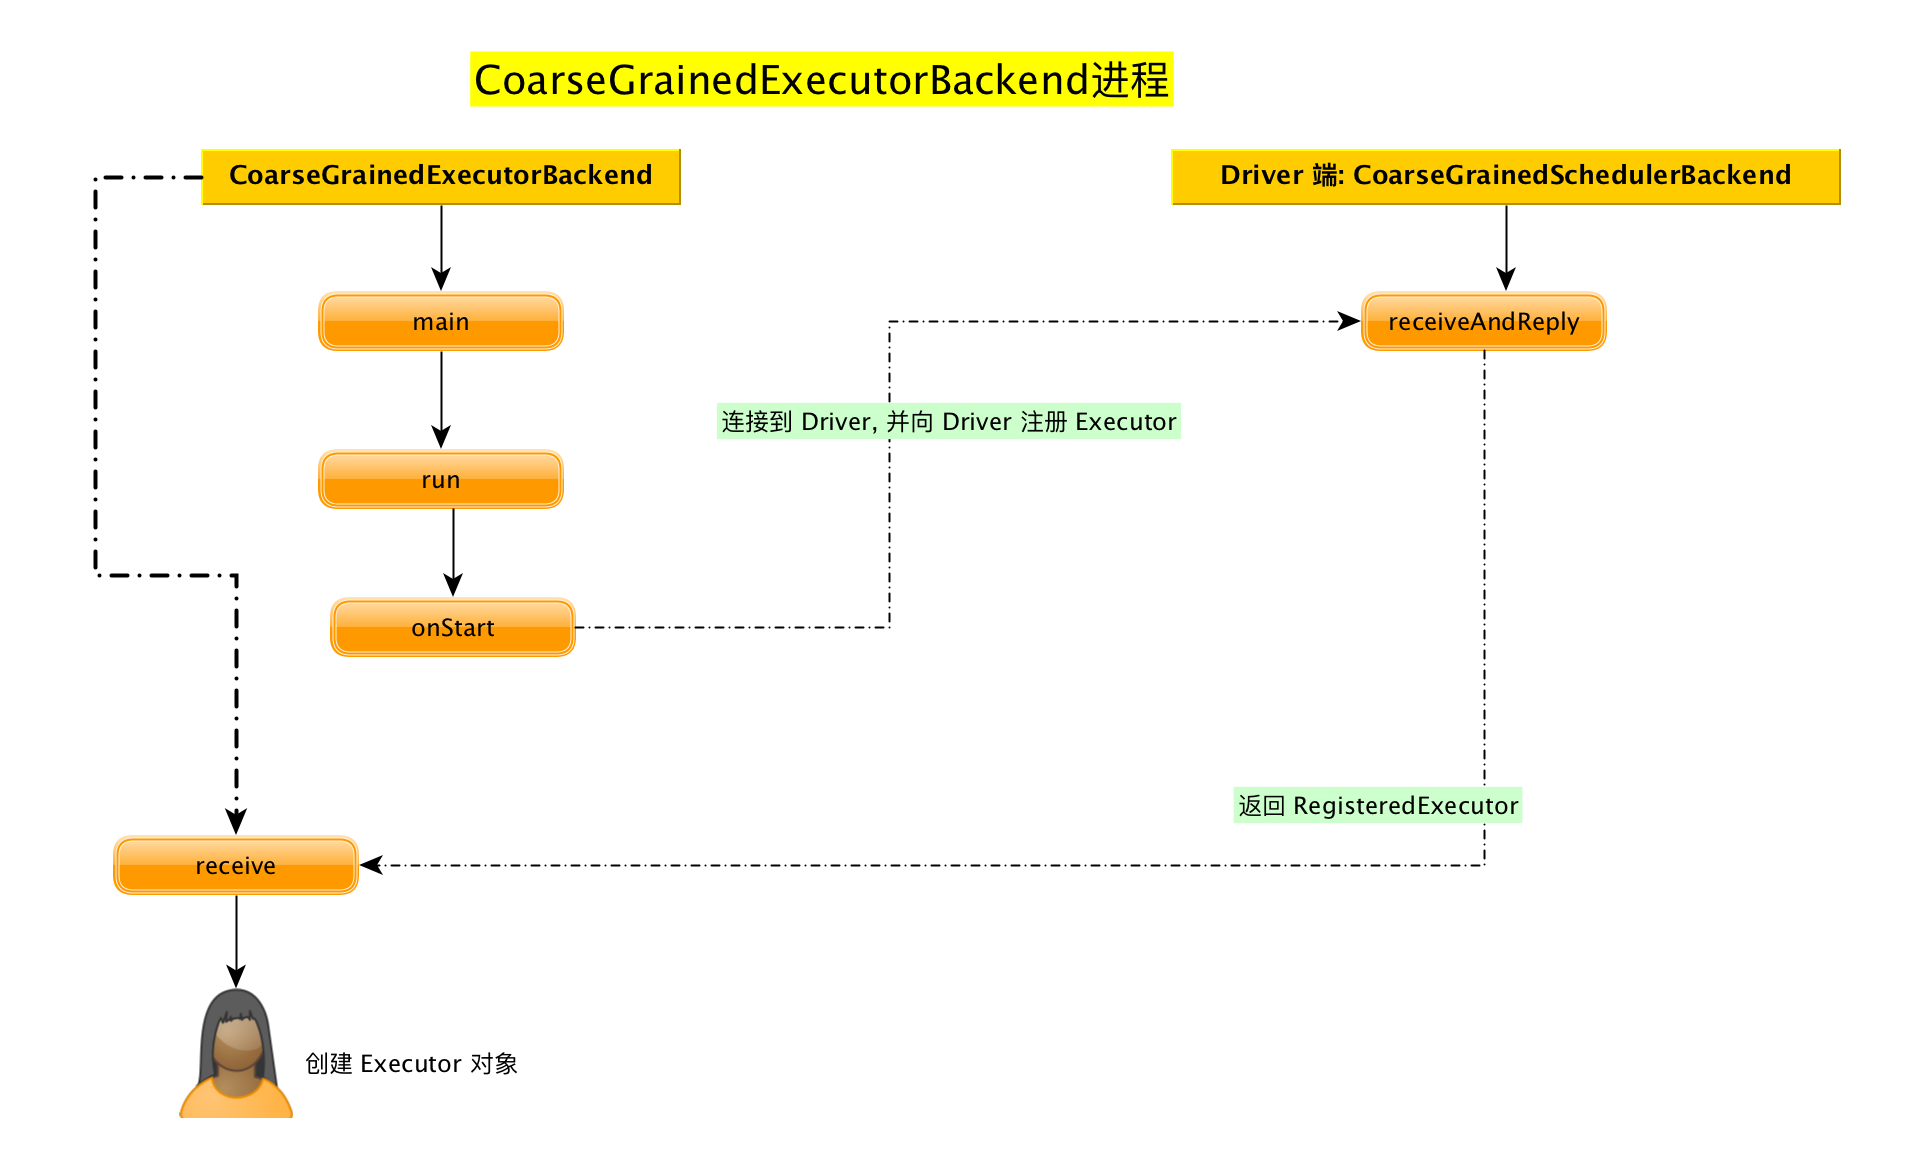 CoarseGrainedExecutorBackend进程
CoarseGrainedExecutorBackend
Driver 端: CoarseGrainedSchedulerBackend
main
receiveAndReply
连接到 Driver, 并向 Driver 注册 Executor
run
onStart
返回 RegisteredExecutor
receive
创建 Executor 对象